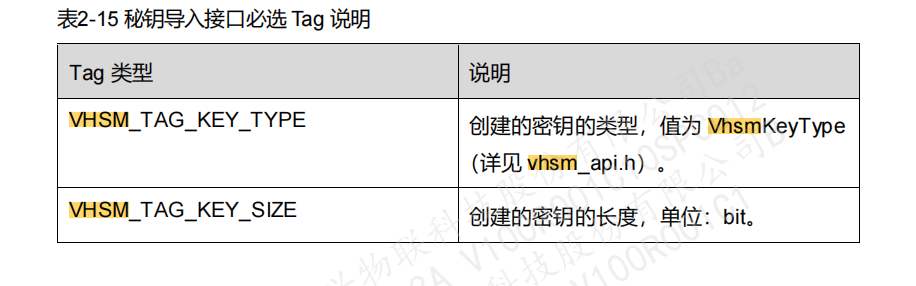 表2-15 秘钥导入接口必选 Tag 说明
Tag 类型
说明
VHSM_TAG_KEY_TYPE
创建的密钥的类型，值为 VhsmKeyType
(详见 vhsm_api.h）。
VHSM_TAG_KEY_SIZE
创建的密钥的长度，单位：bit。